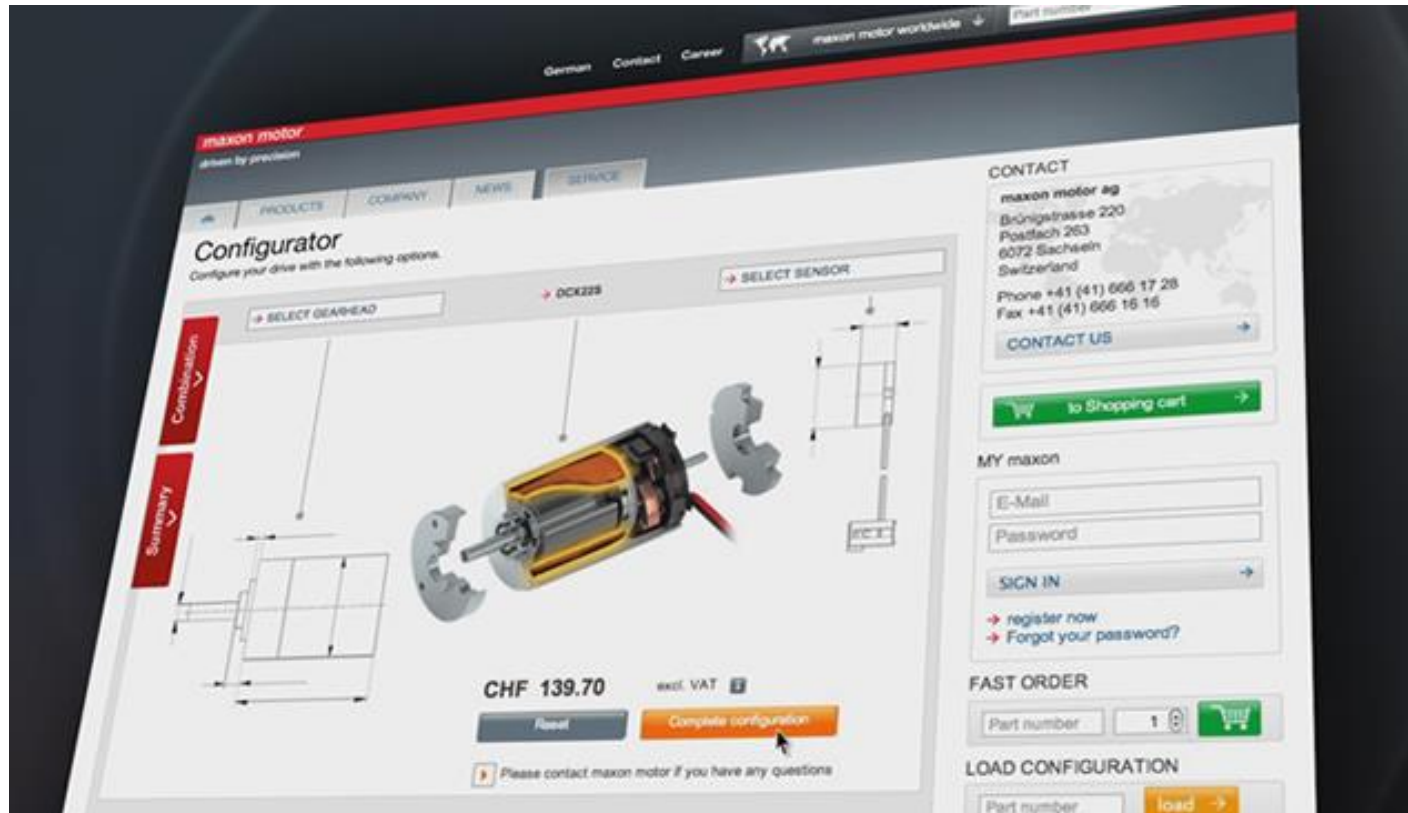 German Contact Career maxon motor worldwide Part number
maxon motor
driven by precision
PRODUCTS COMPANY NEWS SERVICE
Configurator
Configure your drive with the following options.
SELECT GEARHEAD
DCX22S
SELECT SENSOR
Combination
Summary
CHF 139.70 excl. VAT
Reset
Complete configuration
Please contact maxon motor if you have any questions
CONTACT
maxon motor ag
Brünigstrasse 220
Postfach 263
6072 Sachseln
Switzerland
Phone +41 (41) 666 17 28
Fax +41 (41) 666 16 16
CONTACT US
to Shopping cart
MY maxon
E-Mail
Password
SIGN IN
register now
Forgot your password?
FAST ORDER
Part number 1
LOAD CONFIGURATION
Part number load